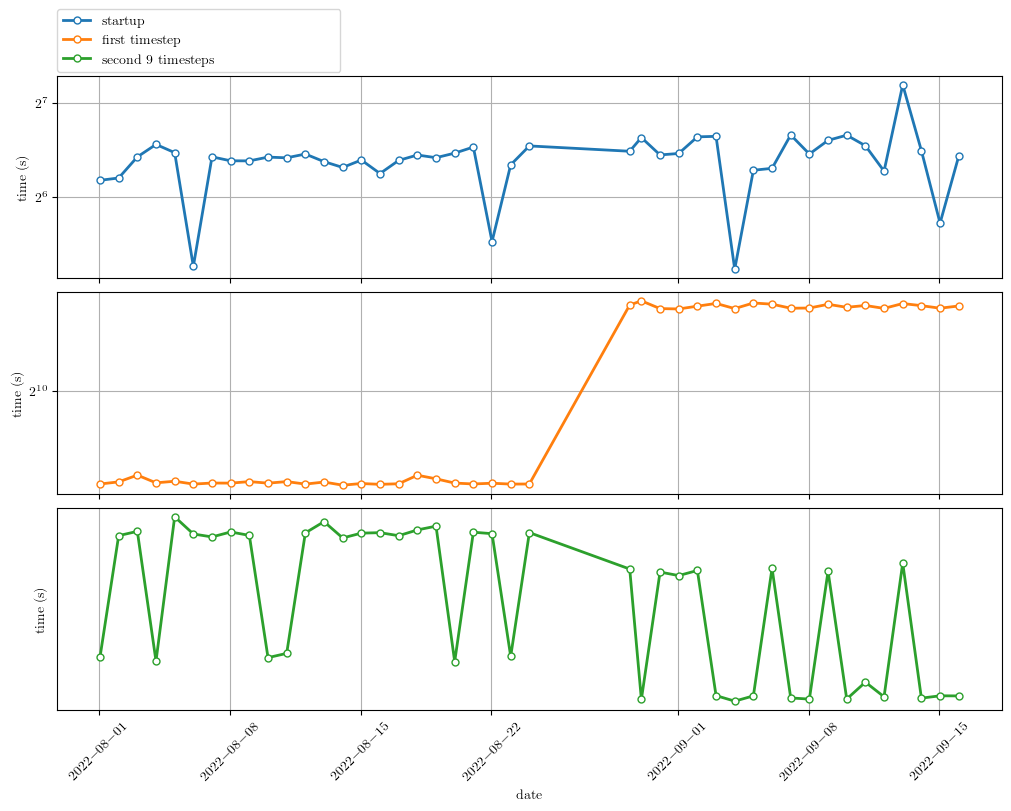 startup
first timestep
second 9 timesteps
2^7
2^6
time (s)
2^10
time (s)
time (s)
2022−08−01
2022−08−08
2022−08−15
2022−08−22
2022−09−01
2022−09−08
2022−09−15
date